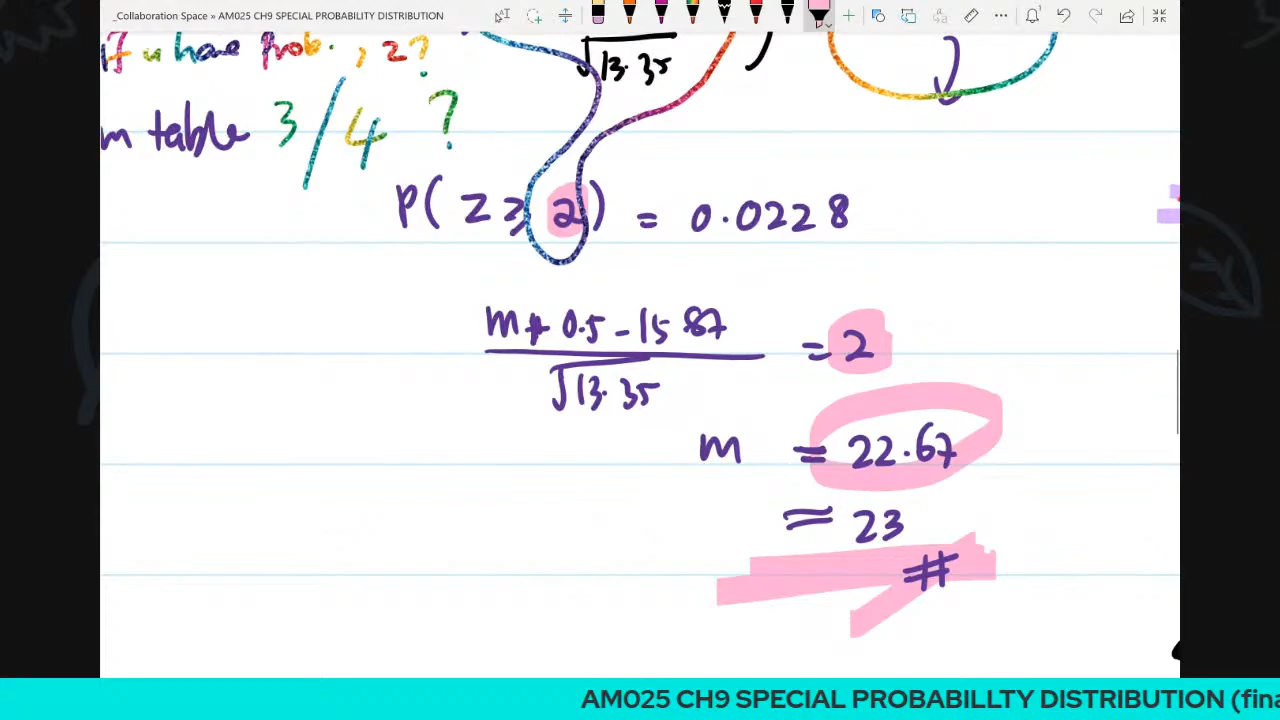 _Collaboration Space » AM025 CH9 SPECIAL PROBABILITY DISTRIBUTION
If u have prob., z?
√13.35
m table 3/4 ?
P( Z ≥ 2 ) = 0.0228
m + 0.5 - 15.87
√13.35
= 2
m = 22.67
= 23 #
AM025 CH9 SPECIAL PROBABILLTY DISTRIBUTION (fina